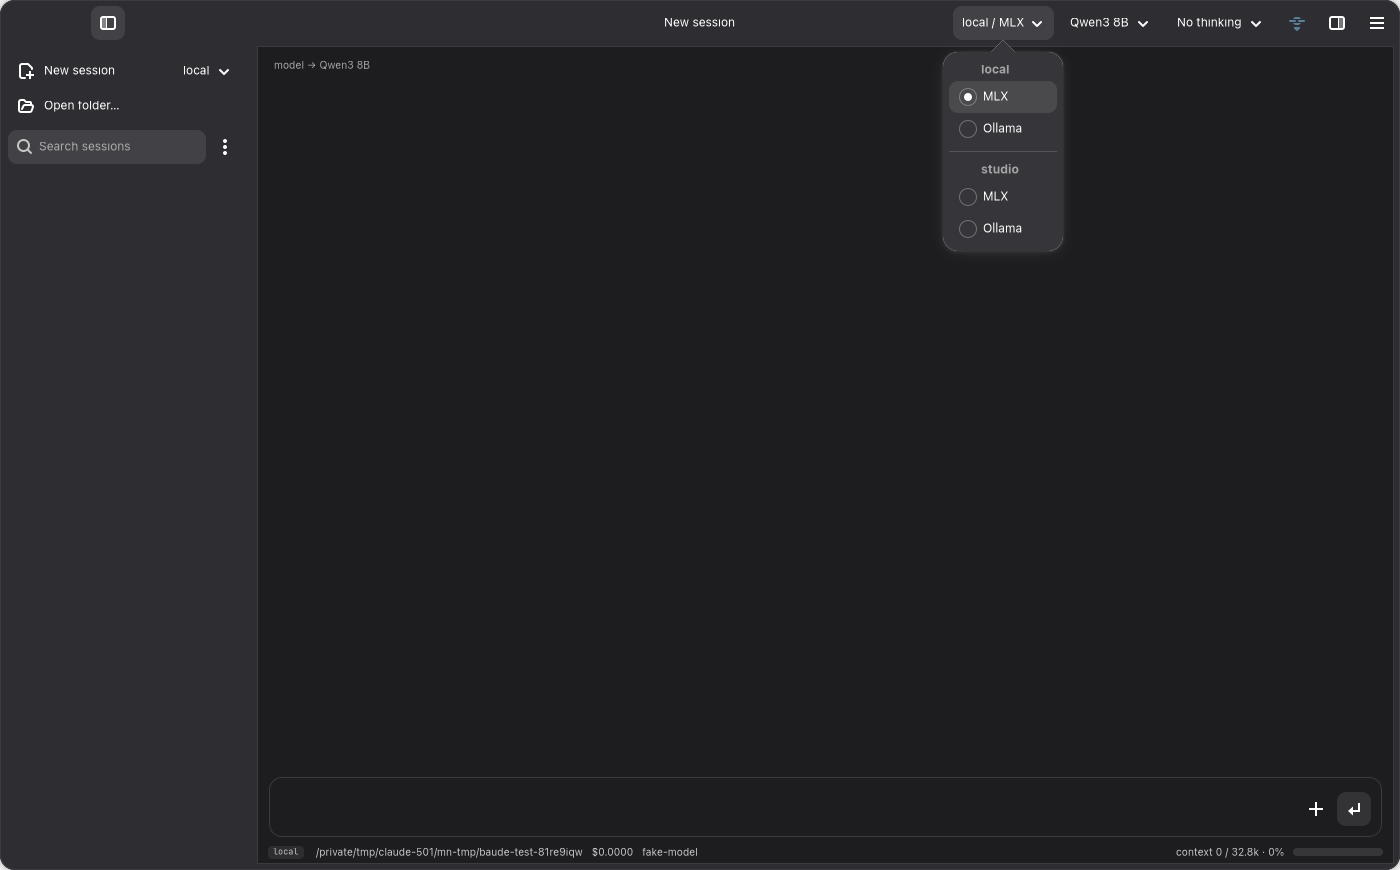 New session
local / MLX
Qwen3 8B
No thinking
New session
local
Open folder...
Search sessions
model → Qwen3 8B
local
MLX
Ollama
studio
MLX
Ollama
local /private/tmp/claude-501/mn-tmp/baude-test-81re9iqw $0.0000 fake-model
context 0 / 32.8k · 0%